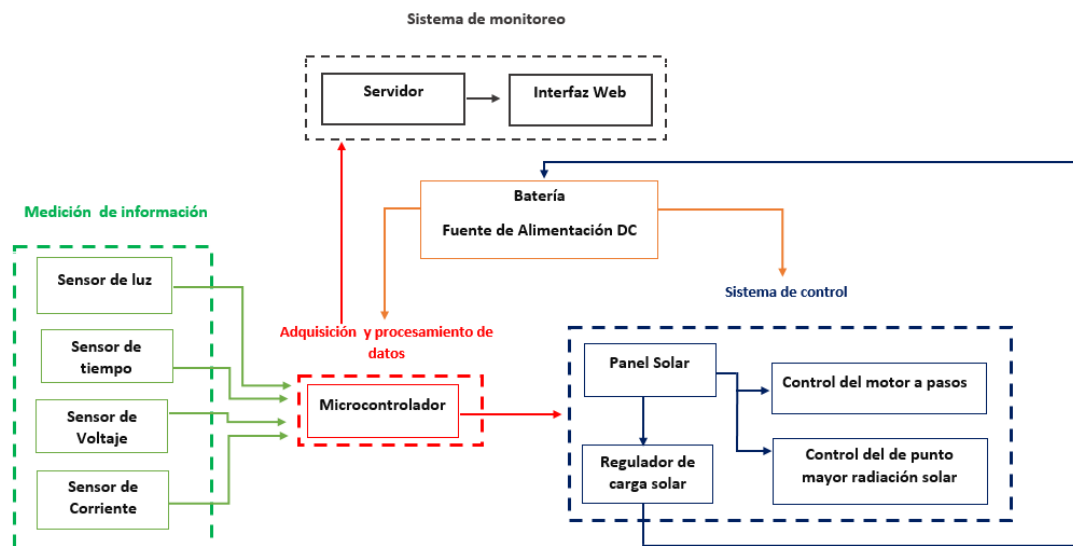 Sistema de monitoreo
Servidor
Interfaz Web
Batería
Fuente de Alimentación DC
Medición de información
Sensor de luz
Sensor de
tiempo
Sensor de
Voltaje
Sensor de
Corriente
Adquisición y procesamiento de
datos
Microcontrolador
Sistema de control
Panel Solar
Control del motor a pasos
Regulador de
carga solar
Control del de punto
mayor radiación solar